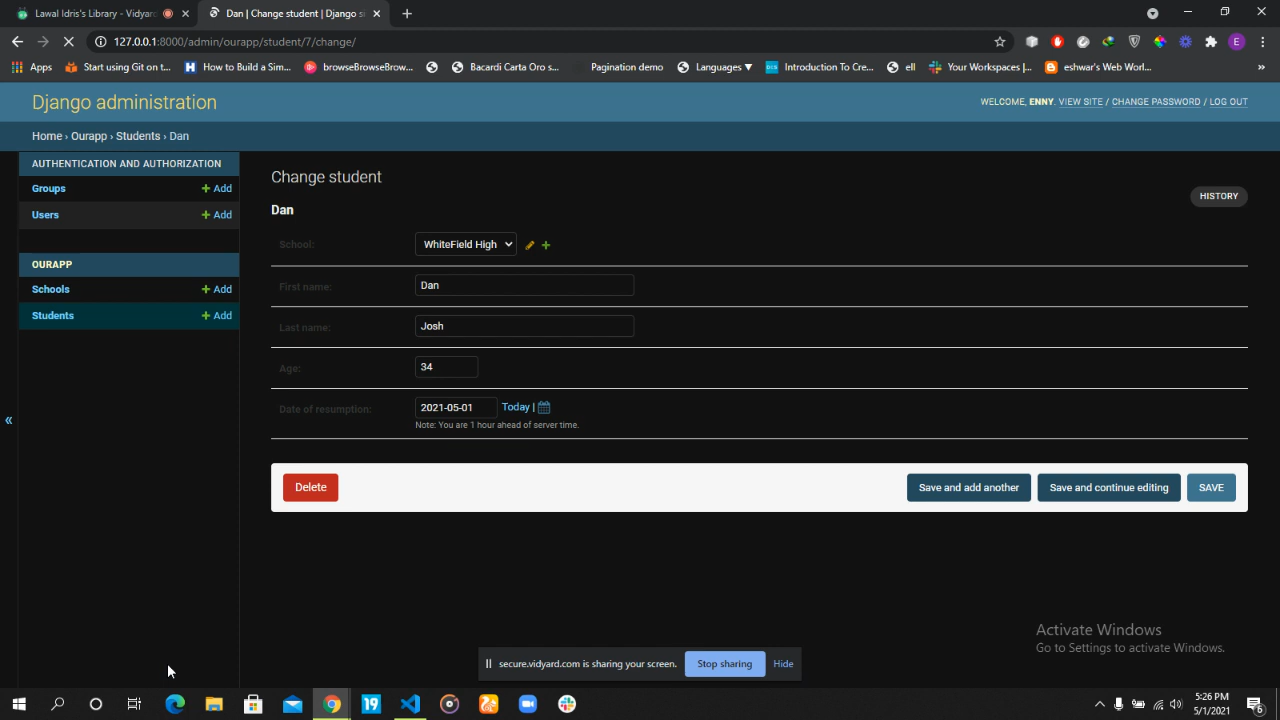 Lawal Idris's Library - Vidyar
Dan | Change student | Django si
127.0.0.1:8000/admin/ourapp/student/7/change/
E
Apps
Start using Git on t...
How to Build a Sim...
browseBrowseBrow...
Bacardi Carta Oro s...
Pagination demo
Languages
Introduction To Cre...
ell
Your Workspaces |...
eshwar's Web Worl...
»
Django administration
WELCOME, ENNY. VIEW SITE / CHANGE PASSWORD / LOG OUT
Home › Ourapp › Students › Dan
AUTHENTICATION AND AUTHORIZATION
Groups + Add
Users + Add
OURAPP
Schools + Add
Students + Add
«
Change student
HISTORY
Dan
School: WhiteField High
First name: Dan
Last name: Josh
Age: 34
Date of resumption: 2021-05-01 Today |
Note: You are 1 hour ahead of server time.
Delete
Save and add another
Save and continue editing
SAVE
Activate Windows
Go to Settings to activate Windows.
secure.vidyard.com is sharing your screen. Stop sharing Hide
19
5:26 PM
5/1/2021
6